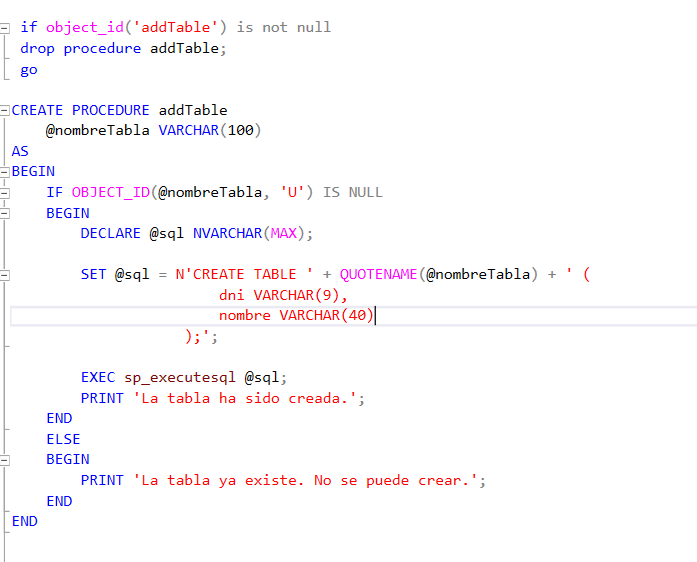 if object_id('addTable') is not null
drop procedure addTable;
go
CREATE PROCEDURE addTable
@nombreTabla VARCHAR(100)
AS
BEGIN
IF OBJECT_ID(@nombreTabla, 'U') IS NULL
BEGIN
DECLARE @sql NVARCHAR(MAX);
SET @sql = N'CREATE TABLE ' + QUOTENAME(@nombreTabla) + ' (
dni VARCHAR(9),
nombre VARCHAR(40)
);';
EXEC sp_executesql @sql;
PRINT 'La tabla ha sido creada.';
END
ELSE
BEGIN
PRINT 'La tabla ya existe. No se puede crear.';
END
END